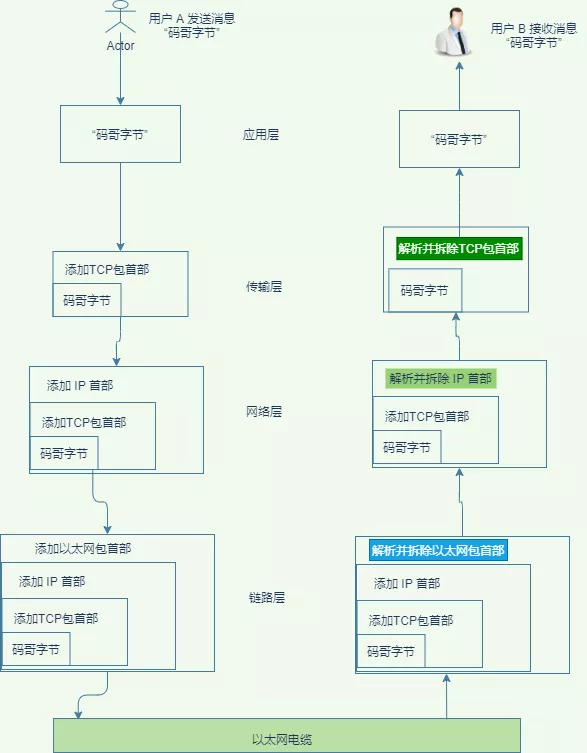 用户 A 发送消息
“码哥字节”
Actor
用户 B 接收消息
“码哥字节”
“码哥字节”
应用层
“码哥字节”
添加TCP包首部
码哥字节
传输层
解析并拆除TCP包首部
码哥字节
添加 IP 首部
添加TCP包首部
码哥字节
网络层
解析并拆除 IP 首部
添加TCP包首部
码哥字节
添加以太网包首部
添加 IP 首部
添加TCP包首部
码哥字节
链路层
解析并拆除以太网包首部
添加 IP 首部
添加TCP包首部
码哥字节
以太网电缆